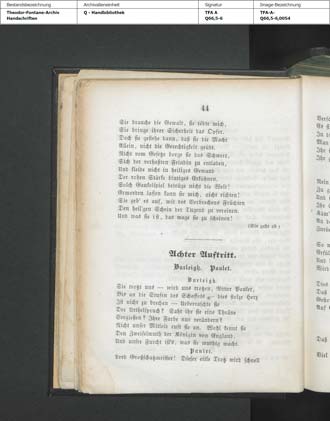 Bestandsbezeichnung
Archivalieneinheit
Signatur
Image-Bezeichnung
Theodor-Fontane-Archiv
Handschriften
Q - Handbibliothek
TFA A
Q66,5-6
TFA-A-
Q66,5-6,0054
44
Sie brauche die Gewalt, sie tödte mich,
Sie bringe ihrer Sicherheit das Opfer.
Doch sie gestehe dann, daß sie die Macht
Allein, nicht die Gerechtigkeit geübt.
Nicht vom Gesetze borge sie das Schwert,
Sich der verhaßten Feindin zu entladen,
Und kleide nicht in heiliges Gewand
Der rohen Stärke blutiges Erkühnen.
Solch Gaukelspiel betrüge nicht die Welt!
Ermorden lassen kann sie mich, nicht richten!
Sie geb' es auf, mit des Verbrechens Früchten
Den heil'gen Schein der Tugend zu vereinen,
Und was sie ist, das wage sie zu scheinen!
(Sie geht ab.)
Achter Auftritt.
Burleigh. Paulet.
Burleigh.
Sie trotzt uns — wird uns trotzen, Ritter Paulet,
Bis an die Stufen des Schaffots — dies stolze Herz
Ist nicht zu brechen — Ueberraschte sie
Der Urthelspruch? Saht ihr sie eine Thräne
Vergießen? Ihre Farbe nur verändern?
Nicht unser Mitleid ruft sie an. Wohl kennt sie
Den Zweifelmuth der Königin von England,
Und unsre Furcht ist's, was sie muthig macht.
Paulet.
Lord Großschatzmeister! Dieser eitle Trotz wird schnell